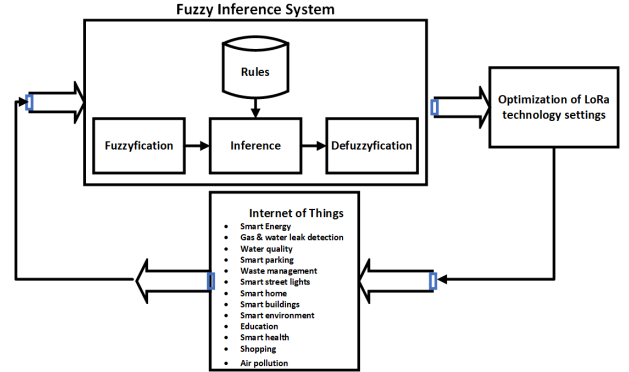 Fuzzy Inference System
Rules
Fuzzyfication
Inference
Defuzzyfication
Optimization of LoRa
technology settings
Internet of Things
• Smart Energy
• Gas & water leak detection
• Water quality
• Smart parking
• Waste management
• Smart street lights
• Smart home
• Smart buildings
• Smart environment
• Education
• Smart health
• Shopping
• Air pollution